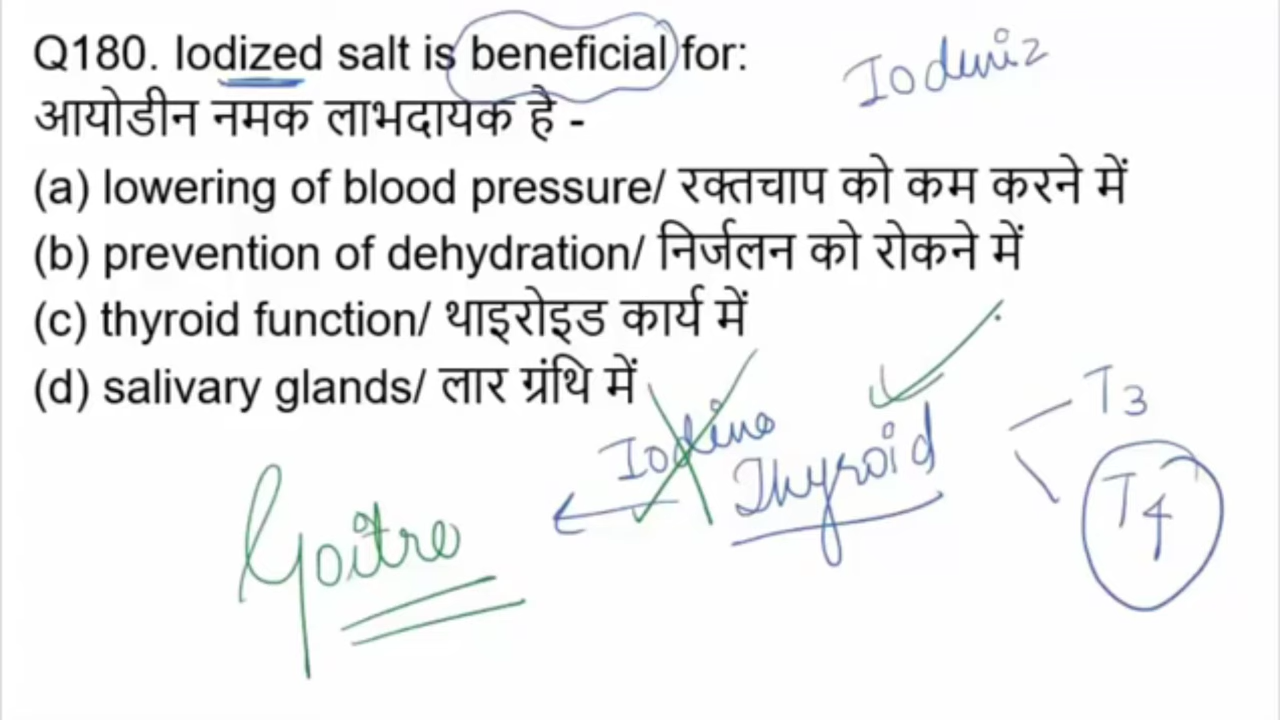 Q180. Iodized salt is beneficial for:
Iodiniz
आयोडीन नमक लाभदायक है -
(a) lowering of blood pressure/ रक्तचाप को कम करने में
(b) prevention of dehydration/ निर्जलन को रोकने में
(c) thyroid function/ थाइरोइड कार्य में
(d) salivary glands/ लार ग्रंथि में
T3
Iodine
Thyroid
T4
Goitre